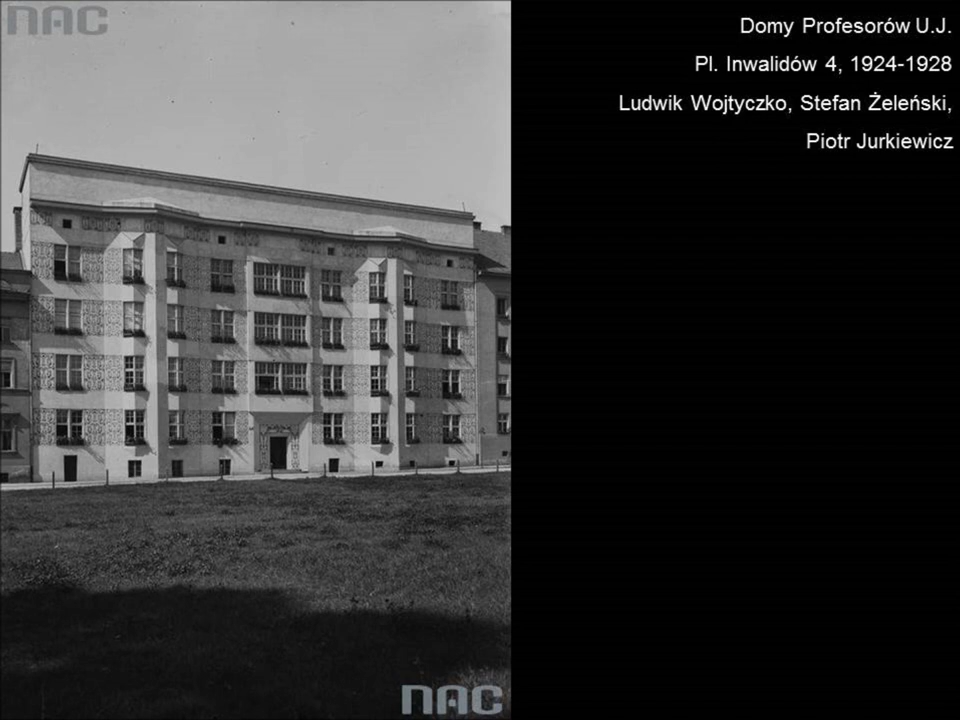 NAC
Domy Profesorów U.J.
Pl. Inwalidów 4, 1924-1928
Ludwik Wojtyczko, Stefan Żeleński,
Piotr Jurkiewicz
NAC